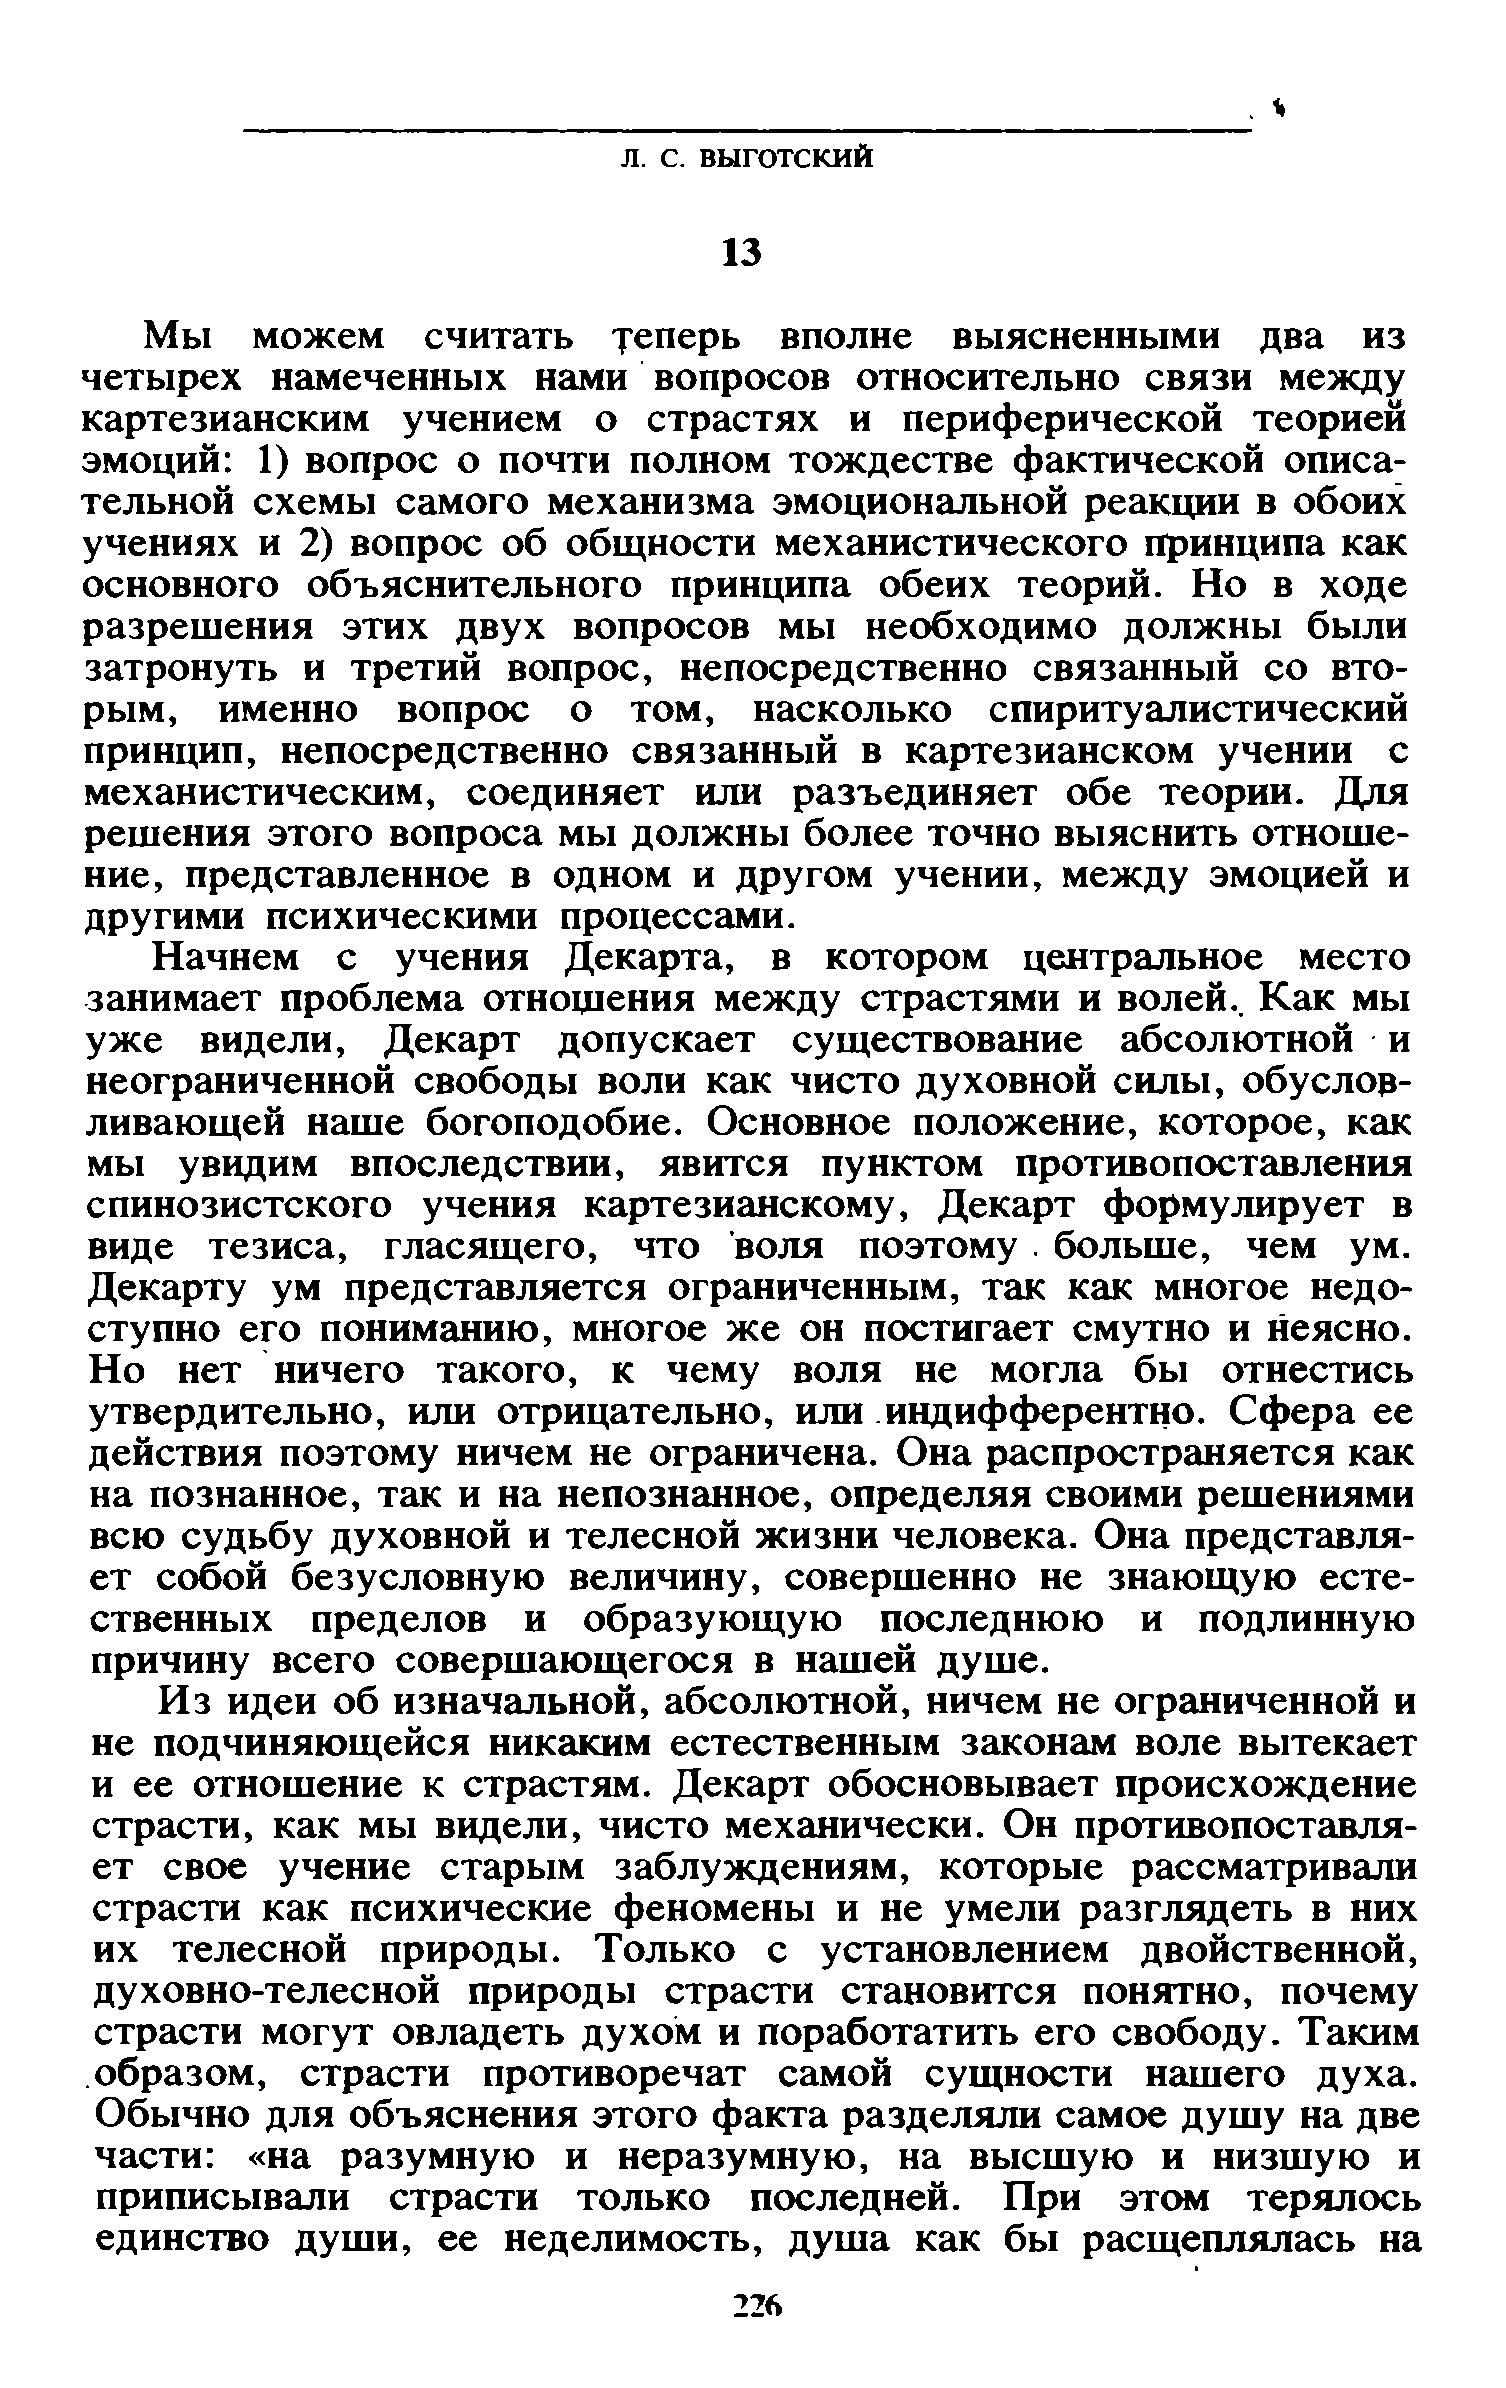 Л. С. ВЫГОТСКИЙ
13
Мы можем считать теперь вполне выясненными два из
четырех намеченных нами вопросов относительно связи между
картезианским учением о страстях и периферической теорией
эмоций: 1) вопрос о почти полном тождестве фактической описа-
тельной схемы самого механизма эмоциональной реакции в обоих
учениях и 2) вопрос об общности механистического принципа как
основного объяснительного принципа обеих теорий. Но в ходе
разрешения этих двух вопросов мы необходимо должны были
затронуть и третий вопрос, непосредственно связанный со вто-
рым, именно вопрос о том, насколько спиритуалистический
принцип, непосредственно связанный в картезианском учении с
механистическим, соединяет или разъединяет обе теории. Для
решения этого вопроса мы должны более точно выяснить отноше-
ние, представленное в одном и другом учении, между эмоцией и
другими психическими процессами.
Начнем с учения Декарта, в котором центральное место
занимает проблема отношения между страстями и волей. Как мы
уже видели, Декарт допускает существование абсолютной и
неограниченной свободы воли как чисто духовной силы, обуслов-
ливающей наше богоподобие. Основное положение, которое, как
мы увидим впоследствии, явится пунктом противопоставления
спинозистского учения картезианскому, Декарт формулирует в
виде тезиса, гласящего, что воля поэтому больше, чем ум.
Декарту ум представляется ограниченным, так как многое недо-
ступно его пониманию, многое же он постигает смутно и неясно.
Но нет ничего такого, к чему воля не могла бы отнестись
утвердительно, или отрицательно, или индифферентно. Сфера ее
действия поэтому ничем не ограничена. Она распространяется как
на познанное, так и на непознанное, определяя своими решениями
всю судьбу духовной и телесной жизни человека. Она представля-
ет собой безусловную величину, совершенно не знающую есте-
ственных пределов и образующую последнюю и подлинную
причину всего совершающегося в нашей душе.
Из идеи об изначальной, абсолютной, ничем не ограниченной и
не подчиняющейся никаким естественным законам воле вытекает
и ее отношение к страстям. Декарт обосновывает происхождение
страсти, как мы видели, чисто механически. Он противопоставля-
ет свое учение старым заблуждениям, которые рассматривали
страсти как психические феномены и не умели разглядеть в них
их телесной природы. Только с установлением двойственной,
духовно-телесной природы страсти становится понятно, почему
страсти могут овладеть духом и поработатить его свободу. Таким
образом, страсти противоречат самой сущности нашего духа.
Обычно для объяснения этого факта разделяли самое душу на две
части: «на разумную и неразумную, на высшую и низшую и
приписывали страсти только последней. При этом терялось
единство души, ее неделимость, душа как бы расщеплялась на
226